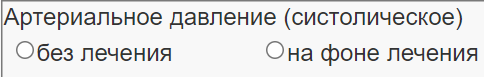 Артериальное давление (систолическое)
без лечения на фоне лечения